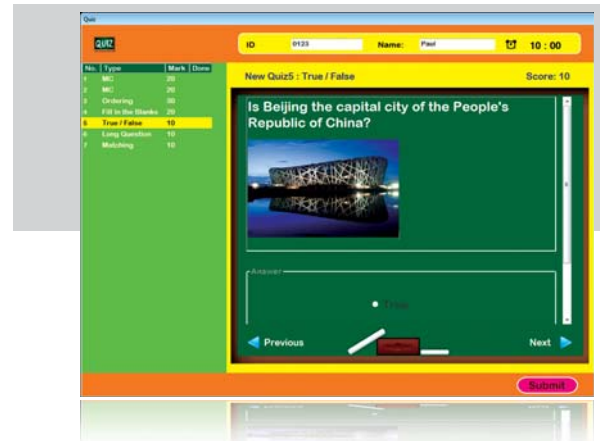 Quiz
QUIZ
ID 0123 Name: Paul 10 : 00
No. Type Mark Done
1 MC 20
2 MC 20
3 Ordering 30
4 Fill in the Blanks 20
5 True / False 10
6 Long Question 10
7 Matching 10
New Quiz5 : True / False Score: 10
Is Beijing the capital city of the People's
Republic of China?
Answer
True
Previous Next
Submit